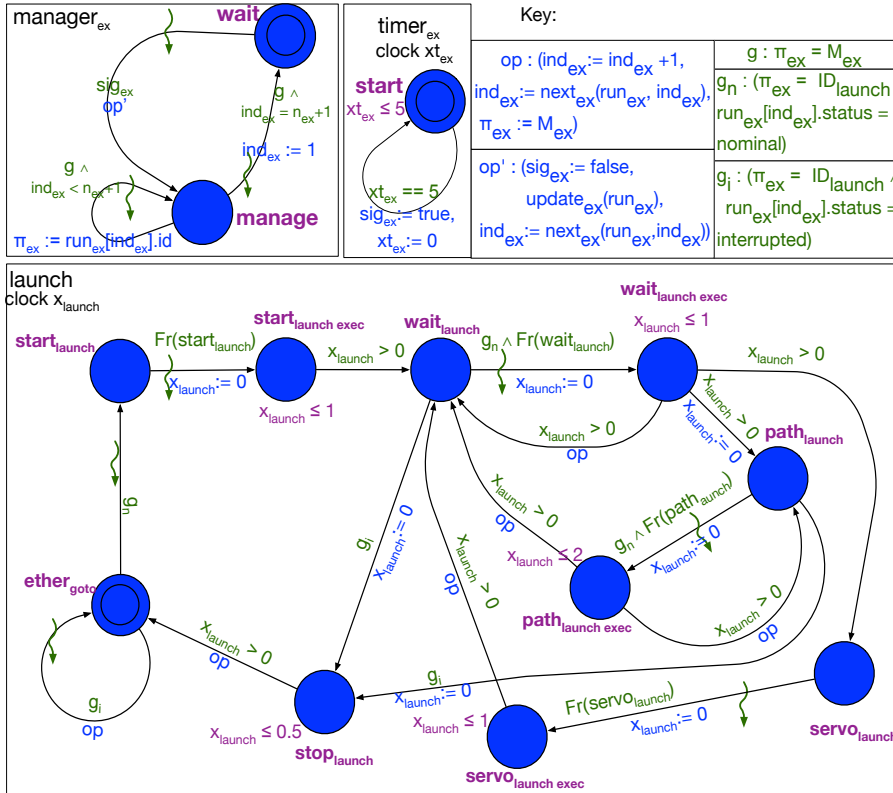 manager_ex
wait
sig_ex
op'
g ∧
ind_ex = n_ex+1
ind_ex := 1
g ∧
ind_ex < n_ex+1
manage
π_ex := run_ex[ind_ex].id
timer_ex
clock xt_ex
start
xt_ex ≤ 5
xt_ex == 5
sig_ex:= true,
xt_ex:= 0
Key:
op : (ind_ex:= ind_ex +1,
ind_ex:= next_ex(run_ex, ind_ex),
π_ex := M_ex)
op' : (sig_ex:= false,
update_ex(run_ex),
ind_ex:= next_ex(run_ex,ind_ex))
g : π_ex = M_ex
g_n : (π_ex = ID_launch
run_ex[ind_ex].status =
nominal)
g_i : (π_ex = ID_launch ∧
run_ex[ind_ex].status =
interrupted)
launch
clock x_launch
start_launch
Fr(start_launch)
x_launch:= 0
start_launch exec
x_launch ≤ 1
x_launch > 0
wait_launch
g_n ∧ Fr(wait_launch)
x_launch:= 0
wait_launch exec
x_launch ≤ 1
x_launch > 0
x_launch > 0
x_launch:= 0
x_launch > 0
op
path_launch
g_n ∧ Fr(path_aunch)
x_launch:= 0
x_launch > 0
op
x_launch ≤ 2
path_launch exec
x_launch > 0
op
g_n
g_i
x_launch:= 0
x_launch > 0
op
ether_goto
g_i
op
x_launch > 0
op
x_launch ≤ 0.5
stop_launch
g_i
x_launch:= 0
x_launch ≤ 1
servo_launch exec
Fr(servo_launch)
x_launch:= 0
servo_launch